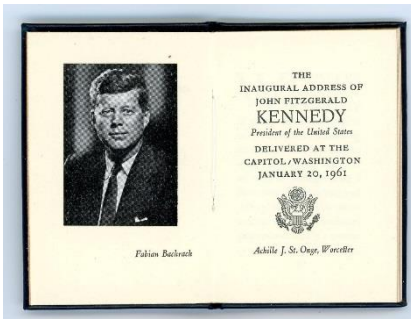 Fabian Bachrach
THE
INAUGURAL ADDRESS OF
JOHN FITZGERALD
KENNEDY
President of the United States
DELIVERED AT THE
CAPITOL, WASHINGTON
JANUARY 20, 1961
Achille J. St. Onge, Worcester